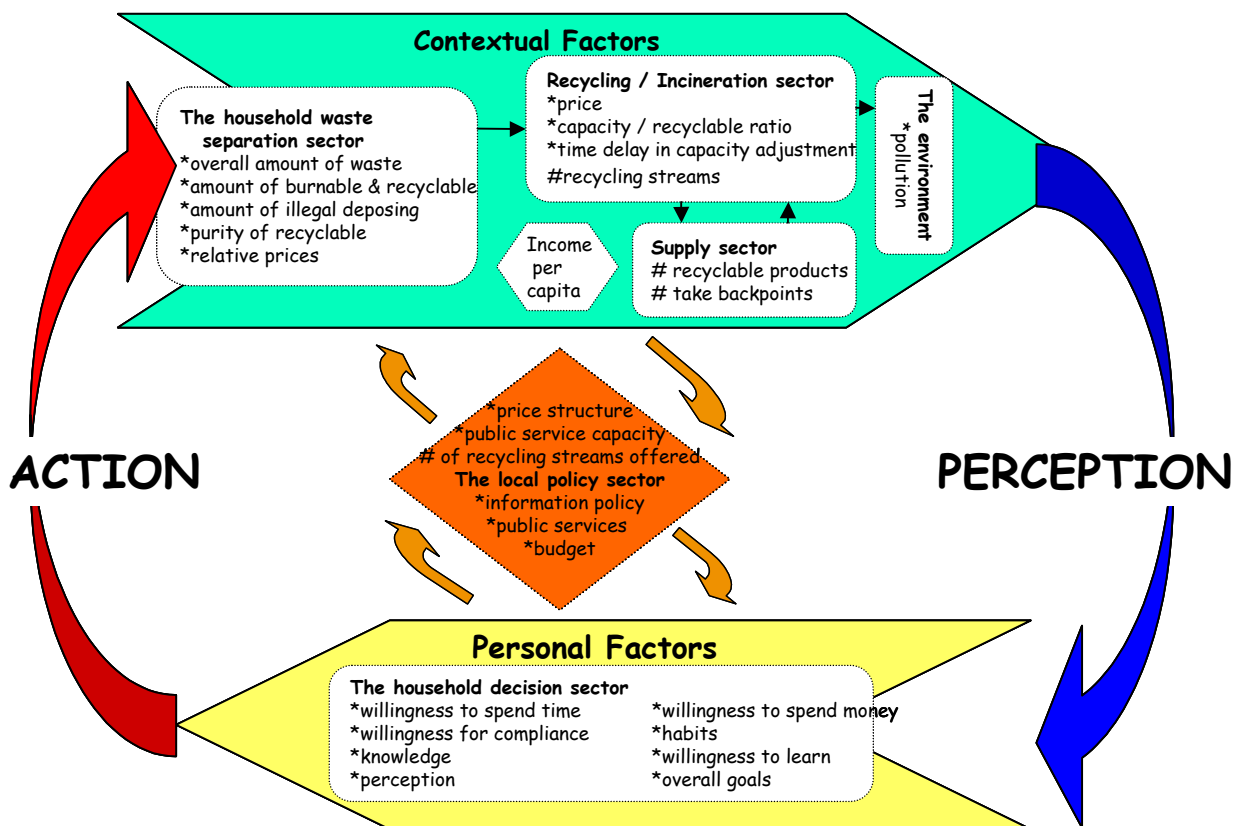 Contextual Factors
The household waste
separation sector
*overall amount of waste
*amount of burnable & recyclable
*amount of illegal deposing
*purity of recyclable
*relative prices
Recycling / Incineration sector
*price
*capacity / recyclable ratio
*time delay in capacity adjustment
#recycling streams
The environment
*pollution
Income
per
capita
Supply sector
# recyclable products
# take backpoints
ACTION
PERCEPTION
*price structure
*public service capacity
# of recycling streams offered
The local policy sector
*information policy
*public services
*budget
Personal Factors
The household decision sector
*willingness to spend time
*willingness for compliance
*knowledge
*perception
*willingness to spend money
*habits
*willingness to learn
*overall goals